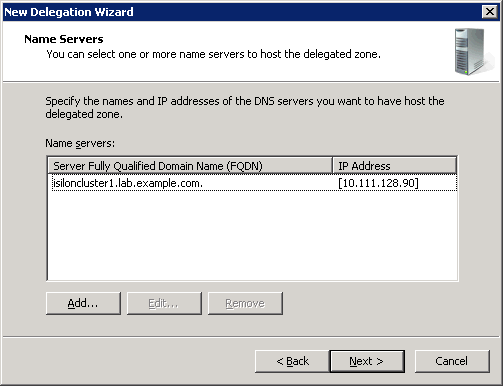 New Delegation Wizard
Name Servers
You can select one or more name servers to host the delegated zone.
Specify the names and IP addresses of the DNS servers you want to have host the
delegated zone.
Name servers:
Server Fully Qualified Domain Name (FQDN) IP Address
isiloncluster1.lab.example.com. [10.111.128.90]
Add... Edit... Remove
< Back Next > Cancel